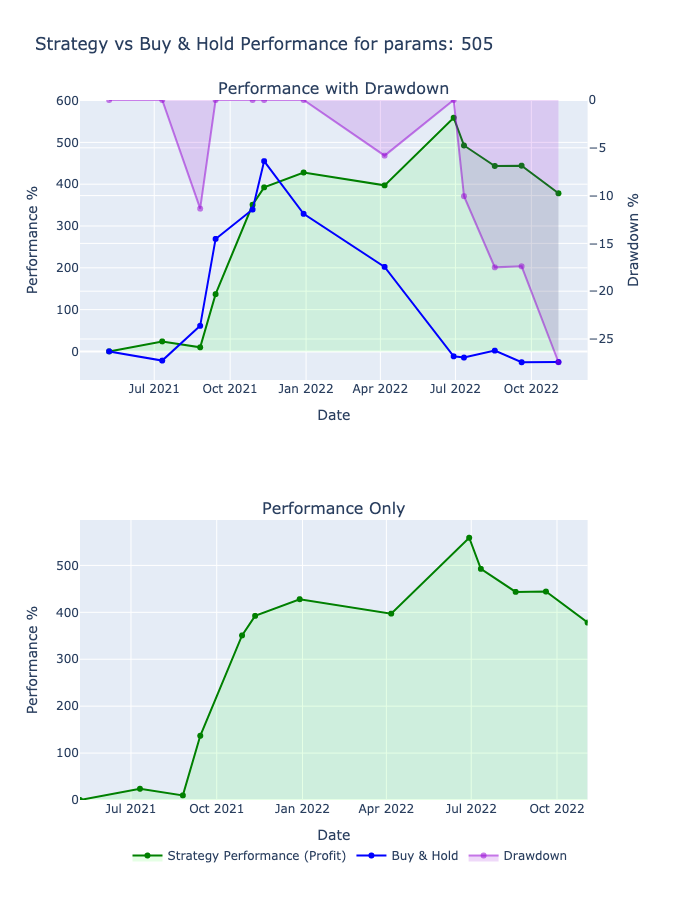 Strategy vs Buy & Hold Performance for params: 505
Performance with Drawdown
600
500
400
300
200
100
0
Performance %
0
−5
−10
−15
−20
−25
Drawdown %
Jul 2021 Oct 2021 Jan 2022 Apr 2022 Jul 2022 Oct 2022
Date
Performance Only
500
400
300
200
100
0
Performance %
Jul 2021 Oct 2021 Jan 2022 Apr 2022 Jul 2022 Oct 2022
Date
Strategy Performance (Profit) Buy & Hold Drawdown